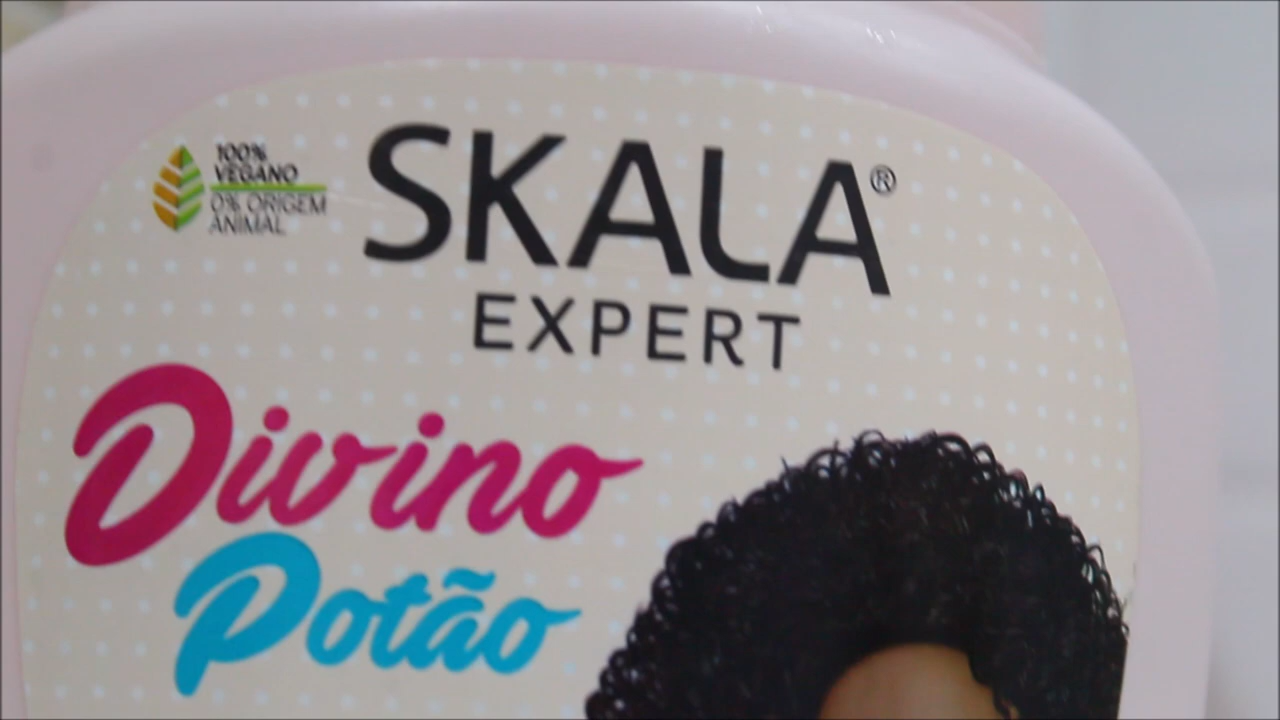 100%
VEGANO
0% ORIGEM
ANIMAL
SKALA®
EXPERT
Divino
Potão